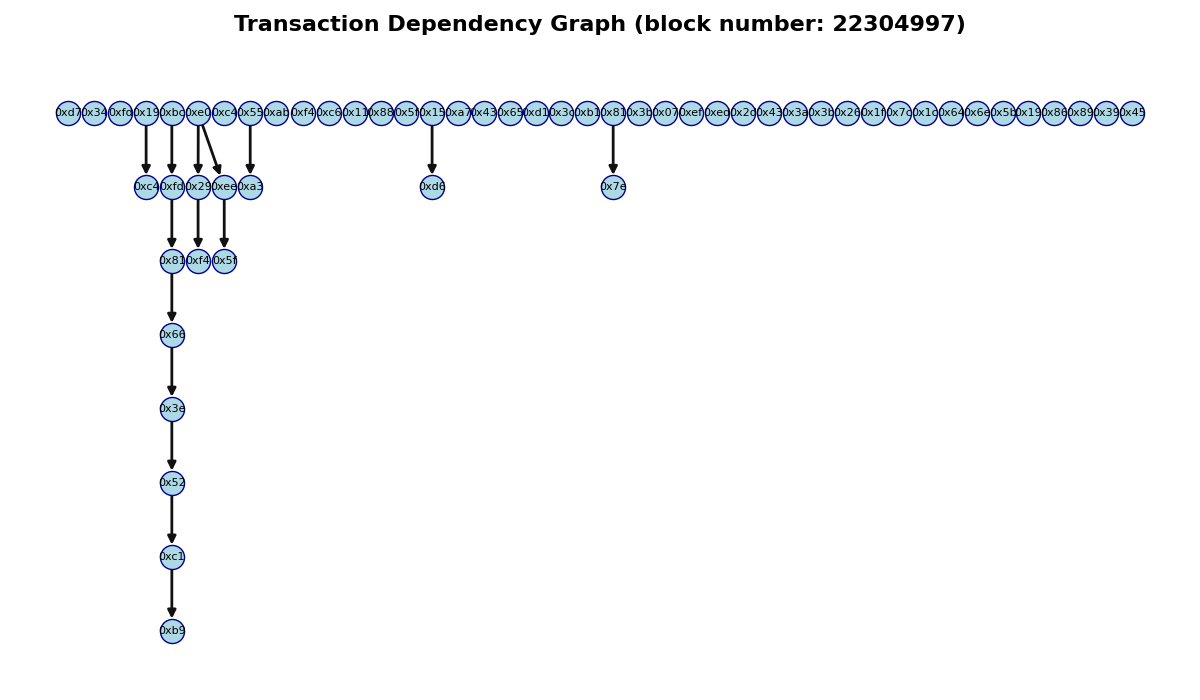 Transaction Dependency Graph (block number: 22304997)
0xd7 0x34 0xfd 0x19 0xbc 0xe0 0xc4 0x55 0xab 0xf4 0xc6 0x11 0x88 0x5f 0x15 0xa7 0x43 0x65 0xd1 0x3c 0xb1 0x81 0x3b 0x07 0xef 0xed 0x2d 0x43 0x3a 0x3b 0x26 0x1f 0x7c 0x1c 0x64 0x6e 0x5b 0x19 0x86 0x89 0x39 0x45
0xc4 0xfd 0x29 0xee 0xa3 0xd6 0x7e
0x81 0xf4 0x5f
0x66
0x3e
0x52
0xc1
0xb9